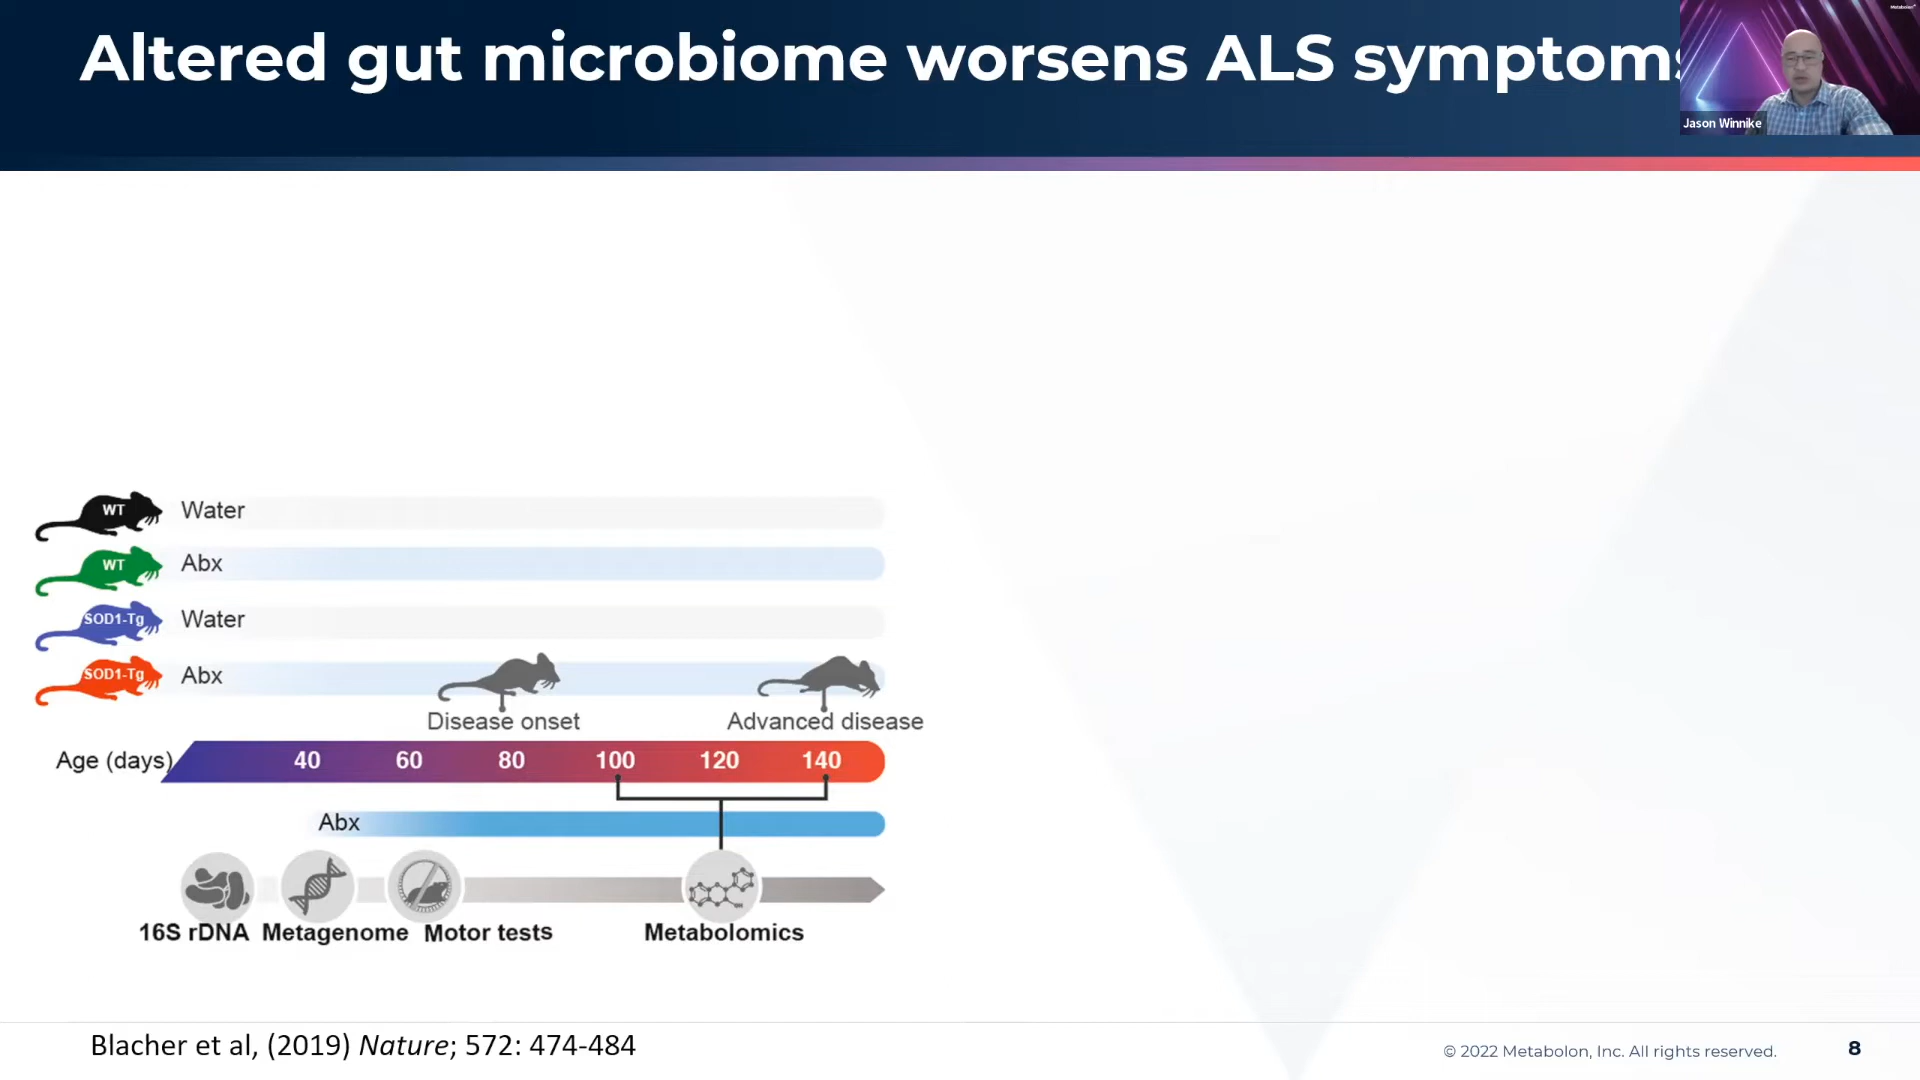 Altered gut microbiome worsens ALS symptoms
Metabolon
Jason Winnike
WT Water
WT Abx
SOD1-Tg Water
SOD1-Tg Abx
Disease onset Advanced disease
Age (days) 40 60 80 100 120 140
Abx
16S rDNA Metagenome Motor tests Metabolomics
Blacher et al, (2019) Nature; 572: 474-484
© 2022 Metabolon, Inc. All rights reserved. 8